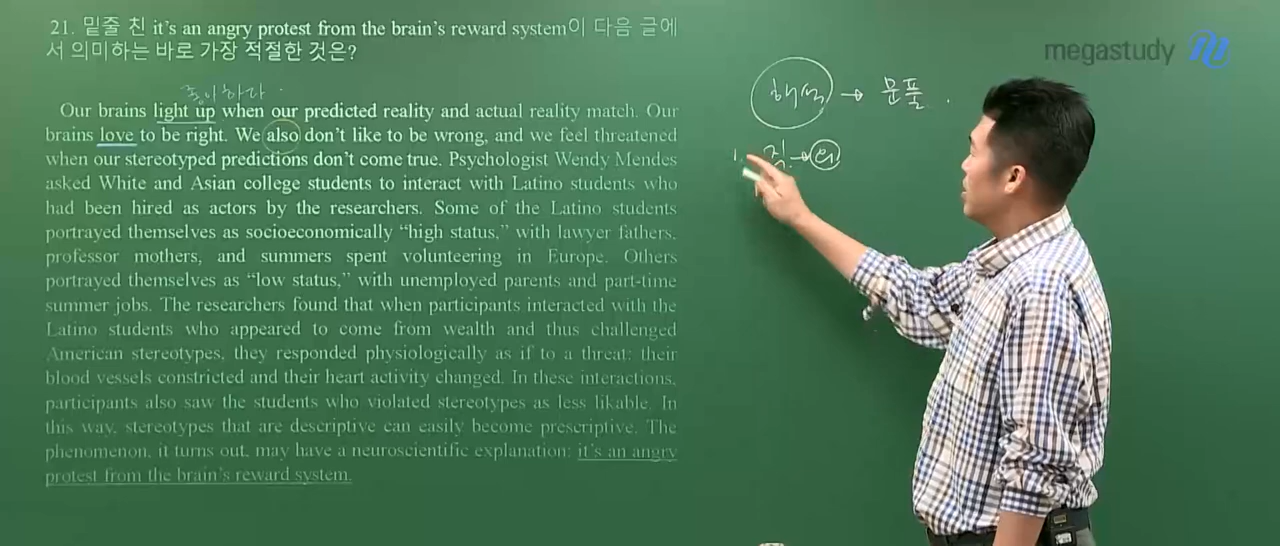 21. 밑줄 친 it's an angry protest from the brain's reward system이 다음 글에
서 의미하는 바로 가장 적절한 것은?
megastudy
좋아하다
해석 → 문풀
Our brains light up when our predicted reality and actual reality match. Our
brains love to be right. We also don't like to be wrong, and we feel threatened
when our stereotyped predictions don't come true. Psychologist Wendy Mendes
asked White and Asian college students to interact with Latino students who
had been hired as actors by the researchers. Some of the Latino students
portrayed themselves as socioeconomically “high status,” with lawyer fathers,
professor mothers, and summers spent volunteering in Europe. Others
portrayed themselves as “low status,” with unemployed parents and part-time
summer jobs. The researchers found that when participants interacted with the
Latino students who appeared to come from wealth and thus challenged
American stereotypes, they responded physiologically as if to a threat: their
blood vessels constricted and their heart activity changed. In these interactions,
participants also saw the students who violated stereotypes as less likable. In
this way, stereotypes that are descriptive can easily become prescriptive. The
phenomenon, it turns out, may have a neuroscientific explanation: it's an angry
protest from the brain's reward system.